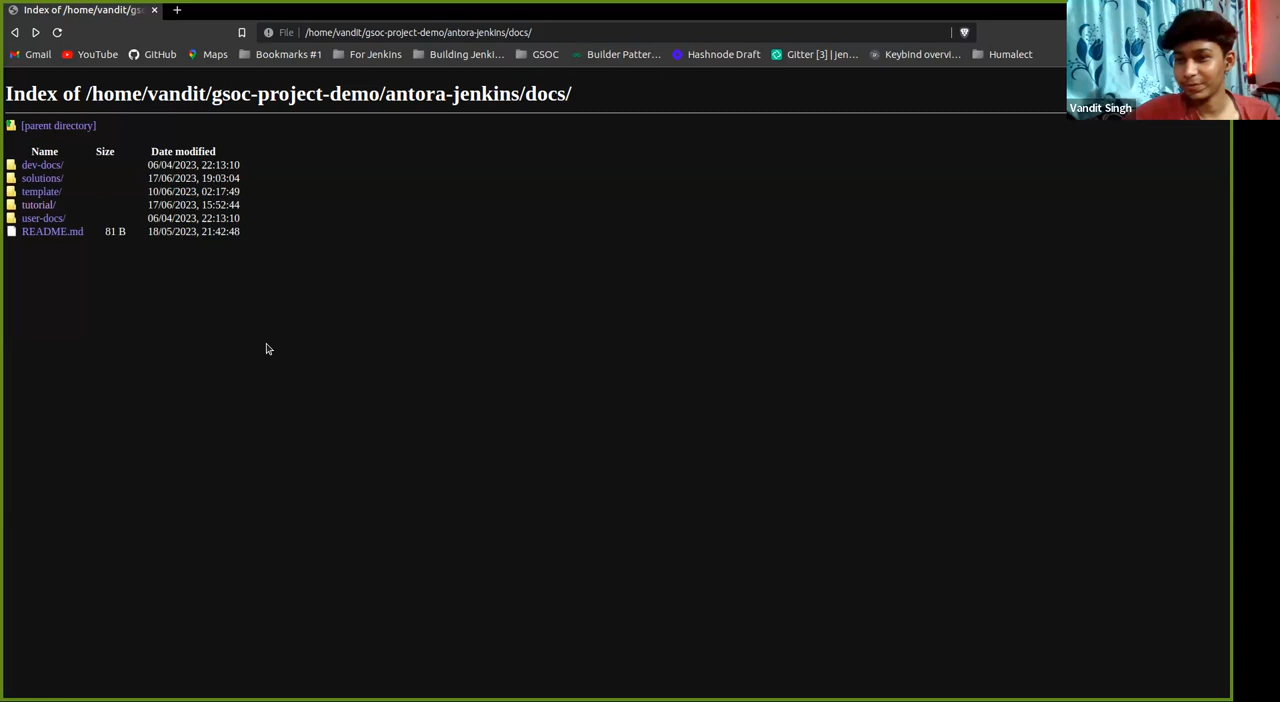 Index of /home/vandit/gso
File /home/vandit/gsoc-project-demo/antora-jenkins/docs/
Gmail YouTube GitHub Maps Bookmarks #1 For Jenkins Building Jenki... GSOC Builder Patter... Hashnode Draft Gitter [3] | Jen... Keybind overvi... Humalect
Vandit Singh
Index of /home/vandit/gsoc-project-demo/antora-jenkins/docs/
[parent directory]
Name Size Date modified
dev-docs/ 06/04/2023, 22:13:10
solutions/ 17/06/2023, 19:03:04
template/ 10/06/2023, 02:17:49
tutorial/ 17/06/2023, 15:52:44
user-docs/ 06/04/2023, 22:13:10
README.md 81 B 18/05/2023, 21:42:48